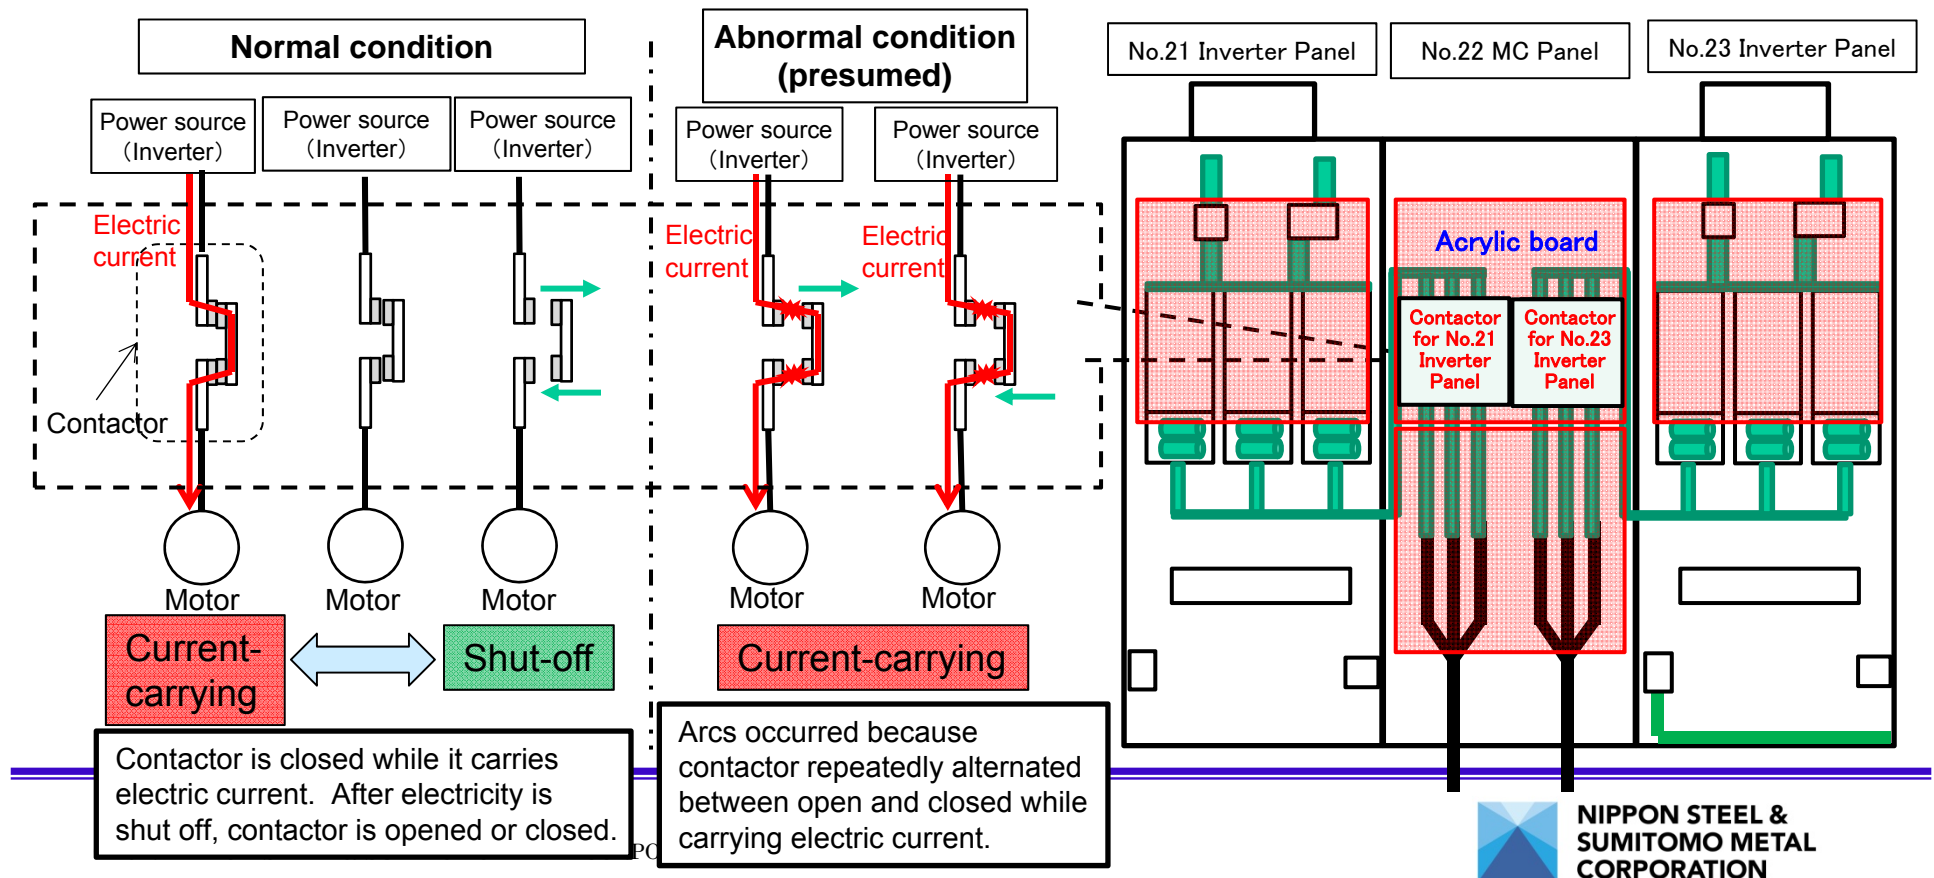 Normal condition
Power source
(Inverter)
Power source
(Inverter)
Power source
(Inverter)
Electric
current
Contactor
Motor
Motor
Motor
Current-
carrying
Shut-off
Contactor is closed while it carries
electric current.  After electricity is
shut off, contactor is opened or closed.
Abnormal condition
(presumed)
Power source
(Inverter)
Power source
(Inverter)
Electric
current
Electric
current
Motor
Motor
Current-carrying
Arcs occurred because
contactor repeatedly alternated
between open and closed while
carrying electric current.
No.21 Inverter Panel
No.22 MC Panel
No.23 Inverter Panel
Acrylic board
Contactor
for No.21
Inverter
Panel
Contactor
for No.23
Inverter
Panel
NIPPON STEEL &
SUMITOMO METAL
CORPORATION